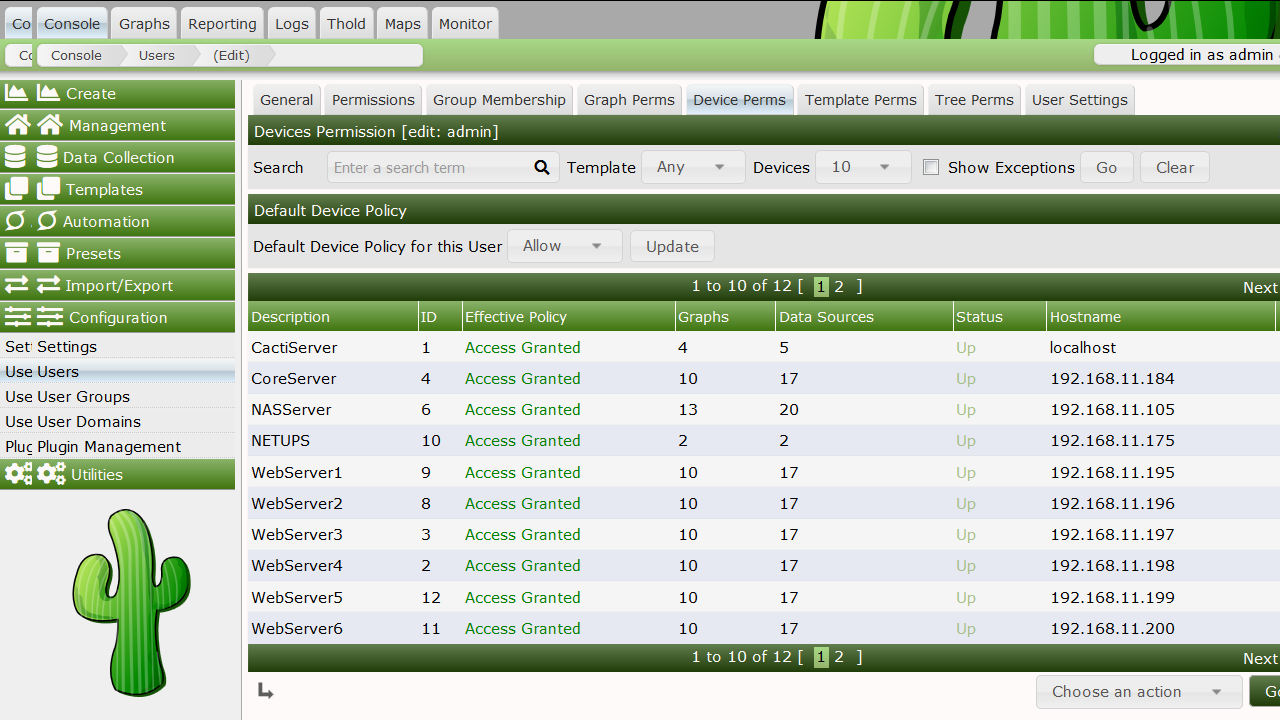 Co Console Graphs Reporting Logs Thold Maps Monitor
Co Console Users (Edit) Logged in as admin
Create
Management
Data Collection
Templates
Automation
Presets
Import/Export
Configuration
Set Settings
Use Users
Use User Groups
Use User Domains
Plug Plugin Management
Utilities
General Permissions Group Membership Graph Perms Device Perms Template Perms Tree Perms User Settings
Devices Permission [edit: admin]
Search Enter a search term Template Any Devices 10 Show Exceptions Go Clear
Default Device Policy
Default Device Policy for this User Allow Update
1 to 10 of 12 [ 1 2 ] Next
Description ID Effective Policy Graphs Data Sources Status Hostname
CactiServer 1 Access Granted 4 5 Up localhost
CoreServer 4 Access Granted 10 17 Up 192.168.11.184
NASServer 6 Access Granted 13 20 Up 192.168.11.105
NETUPS 10 Access Granted 2 2 Up 192.168.11.175
WebServer1 9 Access Granted 10 17 Up 192.168.11.195
WebServer2 8 Access Granted 10 17 Up 192.168.11.196
WebServer3 3 Access Granted 10 17 Up 192.168.11.197
WebServer4 2 Access Granted 10 17 Up 192.168.11.198
WebServer5 12 Access Granted 10 17 Up 192.168.11.199
WebServer6 11 Access Granted 10 17 Up 192.168.11.200
1 to 10 of 12 [ 1 2 ] Next
Choose an action Go